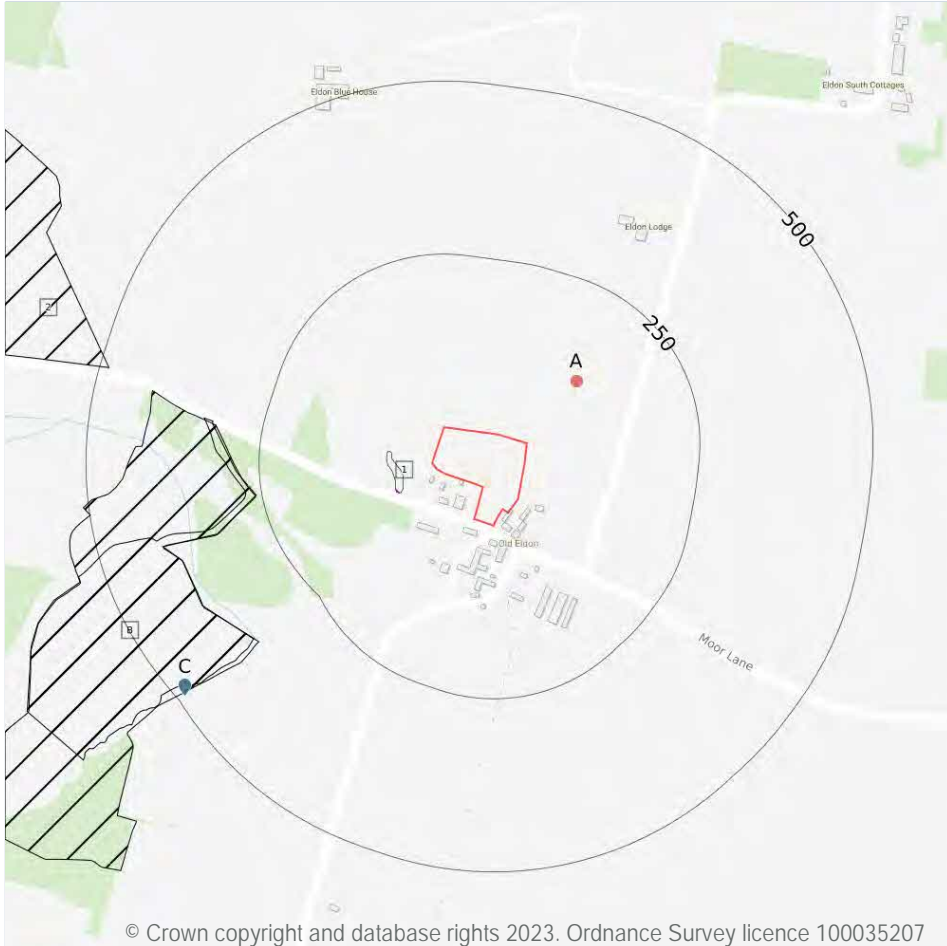 Eldon Blue House
Eldon South Cottages
500
Eldon Lodge
2
250
A
1
Old Eldon
B
Moor Lane
C
© Crown copyright and database rights 2023. Ordnance Survey licence 100035207